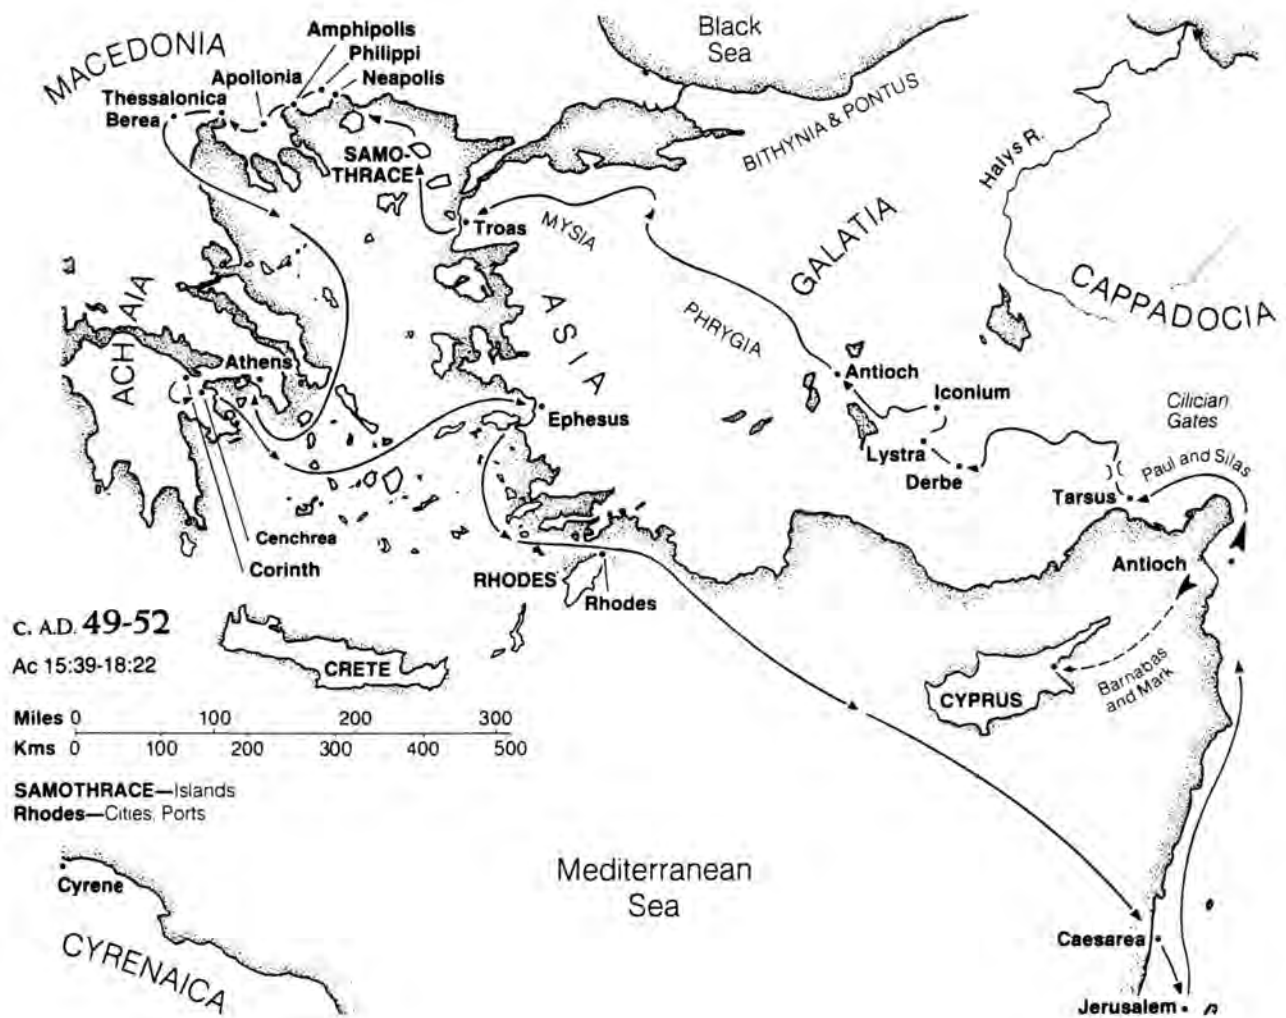 MACEDONIA
Amphipolis
Philippi
Neapolis
Apollonia
Thessalonica
Berea
Black
Sea
BITHYNIA & PONTUS
Halys R.
SAMO-
THRACE
Troas
MYSIA
GALATIA
CAPPADOCIA
ACHAIA
ASIA
PHRYGIA
Athens
Antioch
Iconium
Ephesus
Cilician
Gates
Lystra
Derbe
Paul and Silas
Tarsus
Cenchrea
Corinth
Antioch
RHODES
Rhodes
c. A.D. 49-52
Ac 15:39-18:22
CRETE
CYPRUS
Barnabas
and Mark
Miles 0 100 200 300
Kms 0 100 200 300 400 500
SAMOTHRACE—Islands
Rhodes—Cities, Ports
Mediterranean
Sea
Cyrene
CYRENAICA
Caesarea
Jerusalem